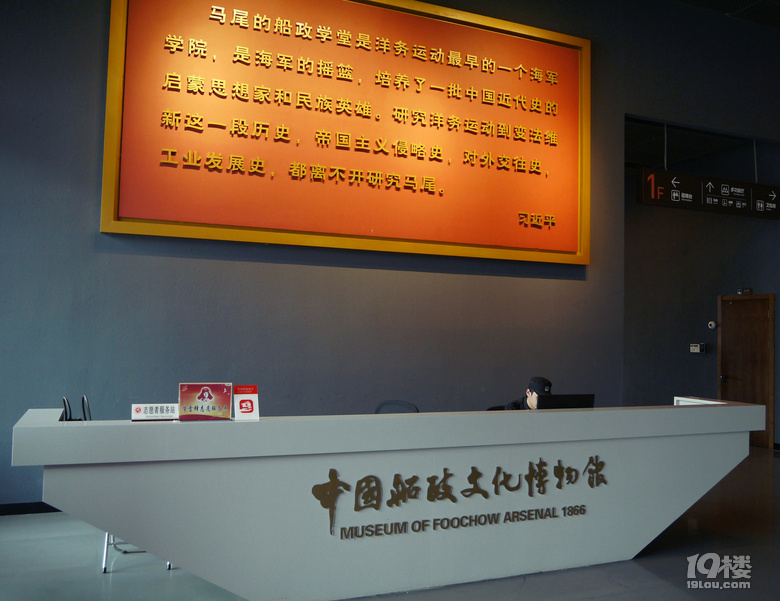 马尾的船政学堂是洋务运动最早的一个海军
学院，是海军的摇篮，培养了一批中国近代史的
启蒙思想家和民族英雄。研究洋务运动到变法维
新这一段历史，帝国主义侵略史，对外交往史，
工业发展史，都离不开研究马尾。
习近平
1F
志愿者服务站
中国船政文化博物馆
MUSEUM OF FOOCHOW ARSENAL 1866
19楼
19lou.com